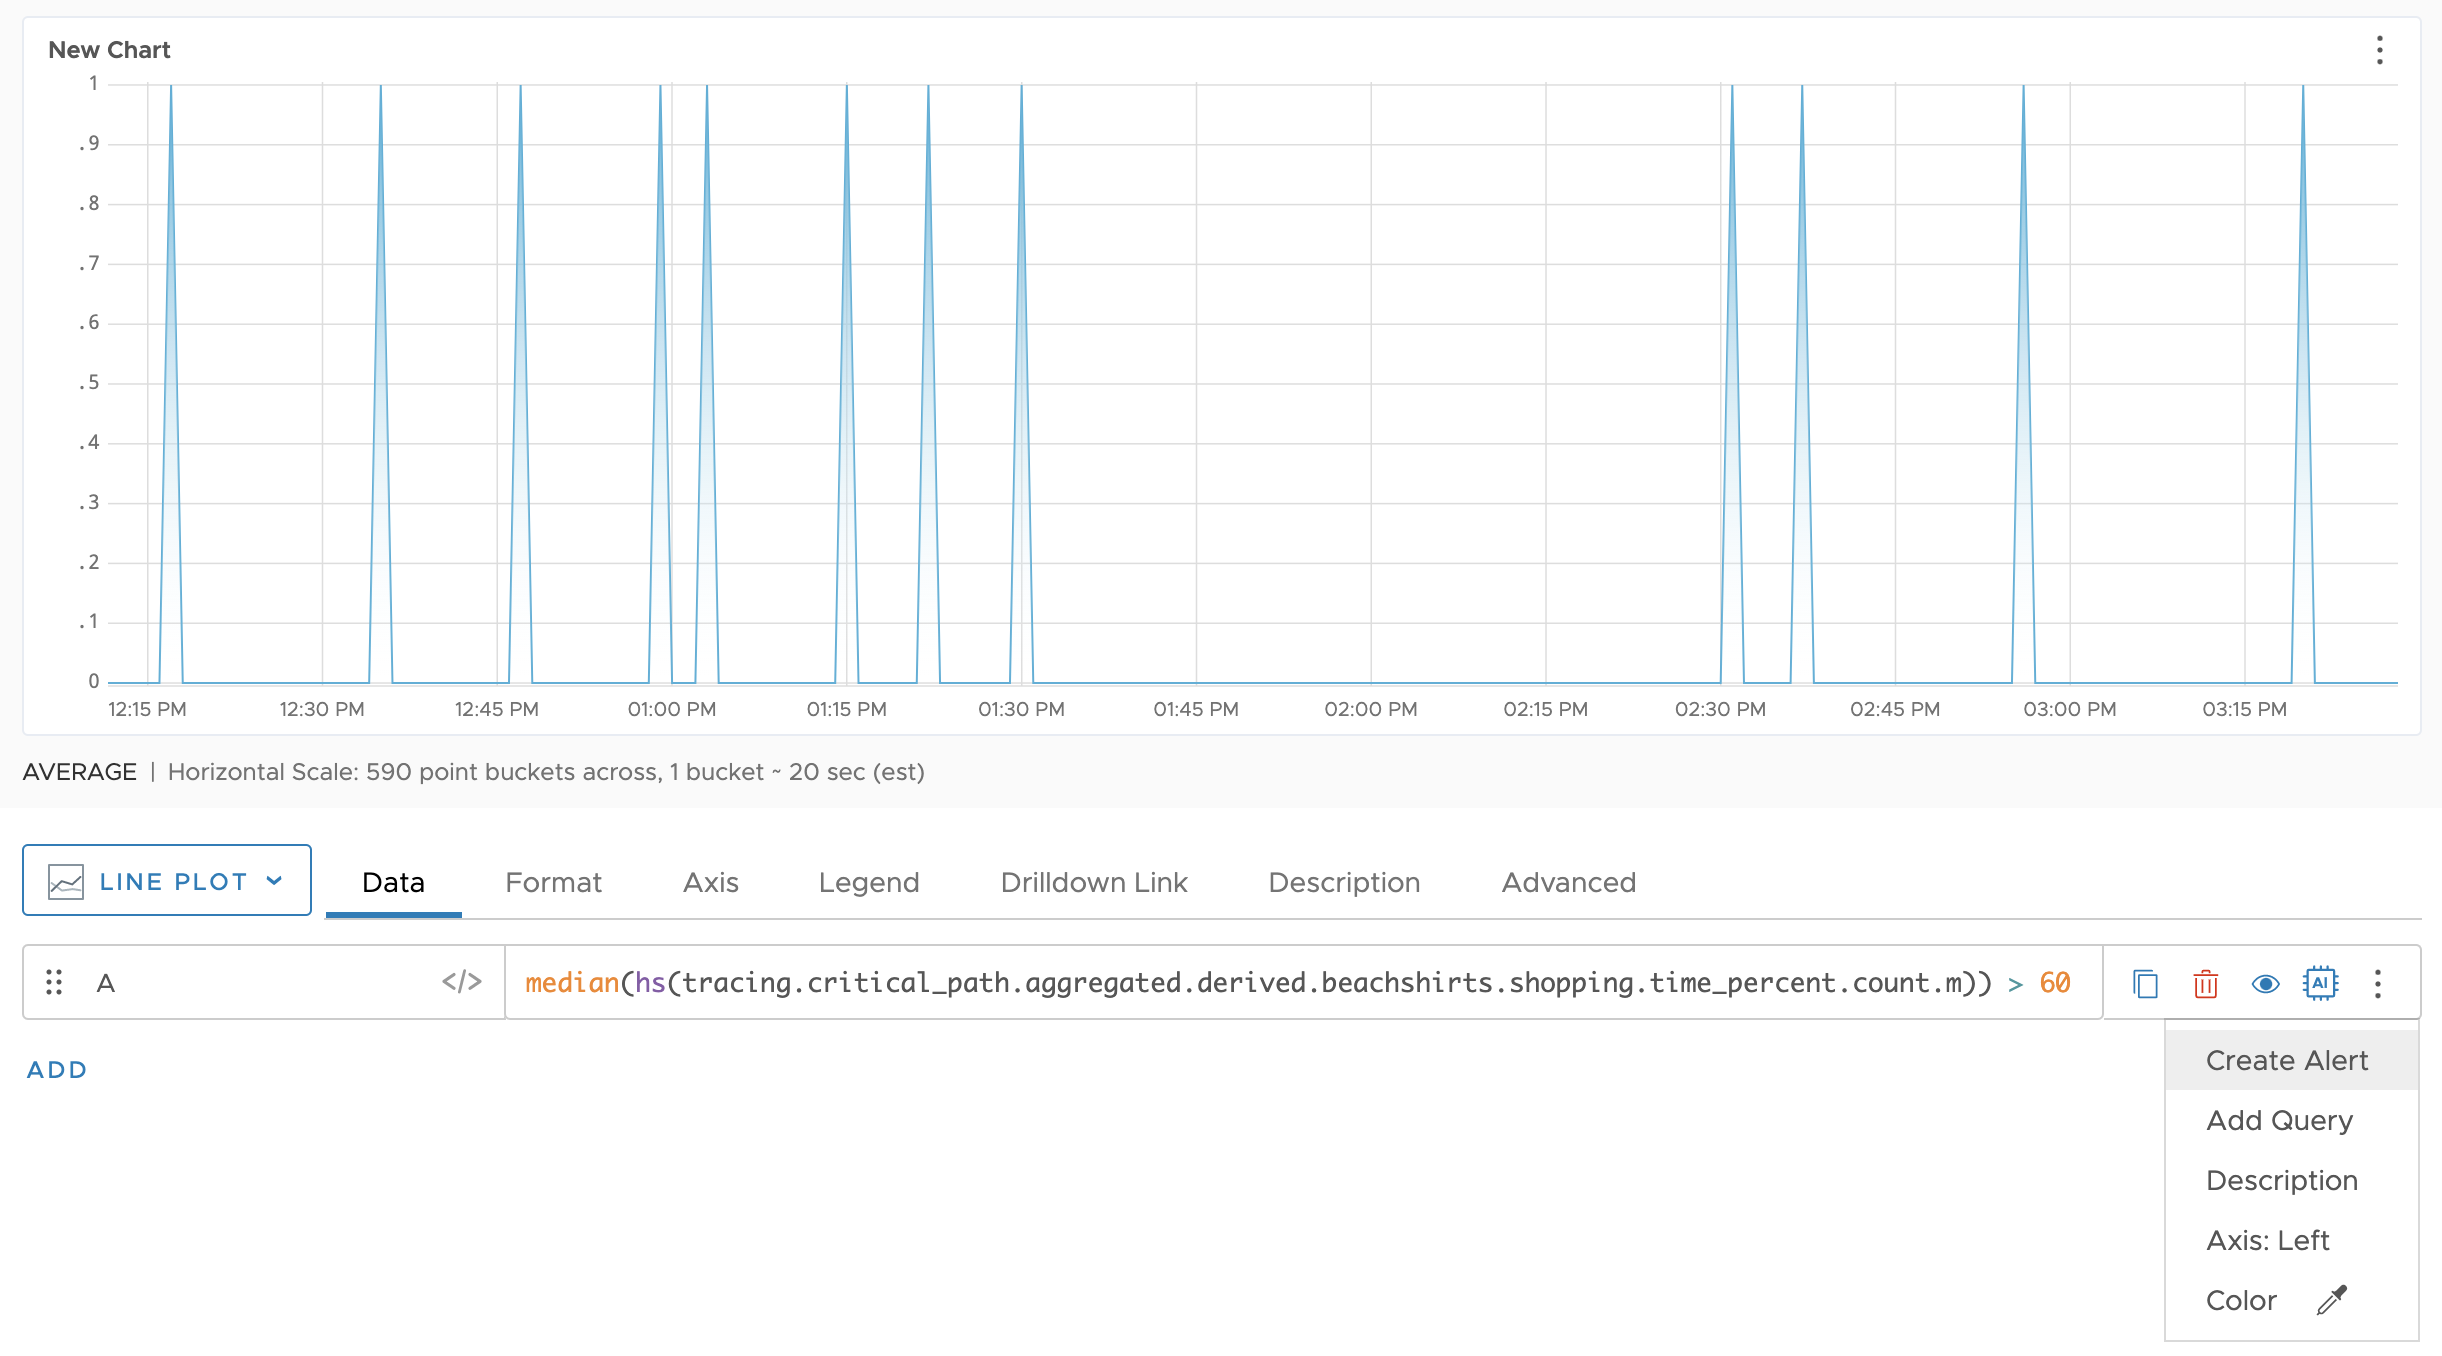 New Chart
1
.9
.8
.7
.6
.5
.4
.3
.2
.1
0
12:15 PM 12:30 PM 12:45 PM 01:00 PM 01:15 PM 01:30 PM 01:45 PM 02:00 PM 02:15 PM 02:30 PM 02:45 PM 03:00 PM 03:15 PM
AVERAGE | Horizontal Scale: 590 point buckets across, 1 bucket ~ 20 sec (est)
LINE PLOT Data Format Axis Legend Drilldown Link Description Advanced
A </> median(hs(tracing.critical_path.aggregated.derived.beachshirts.shopping.time_percent.count.m)) > 60 AI
ADD
Create Alert
Add Query
Description
Axis: Left
Color